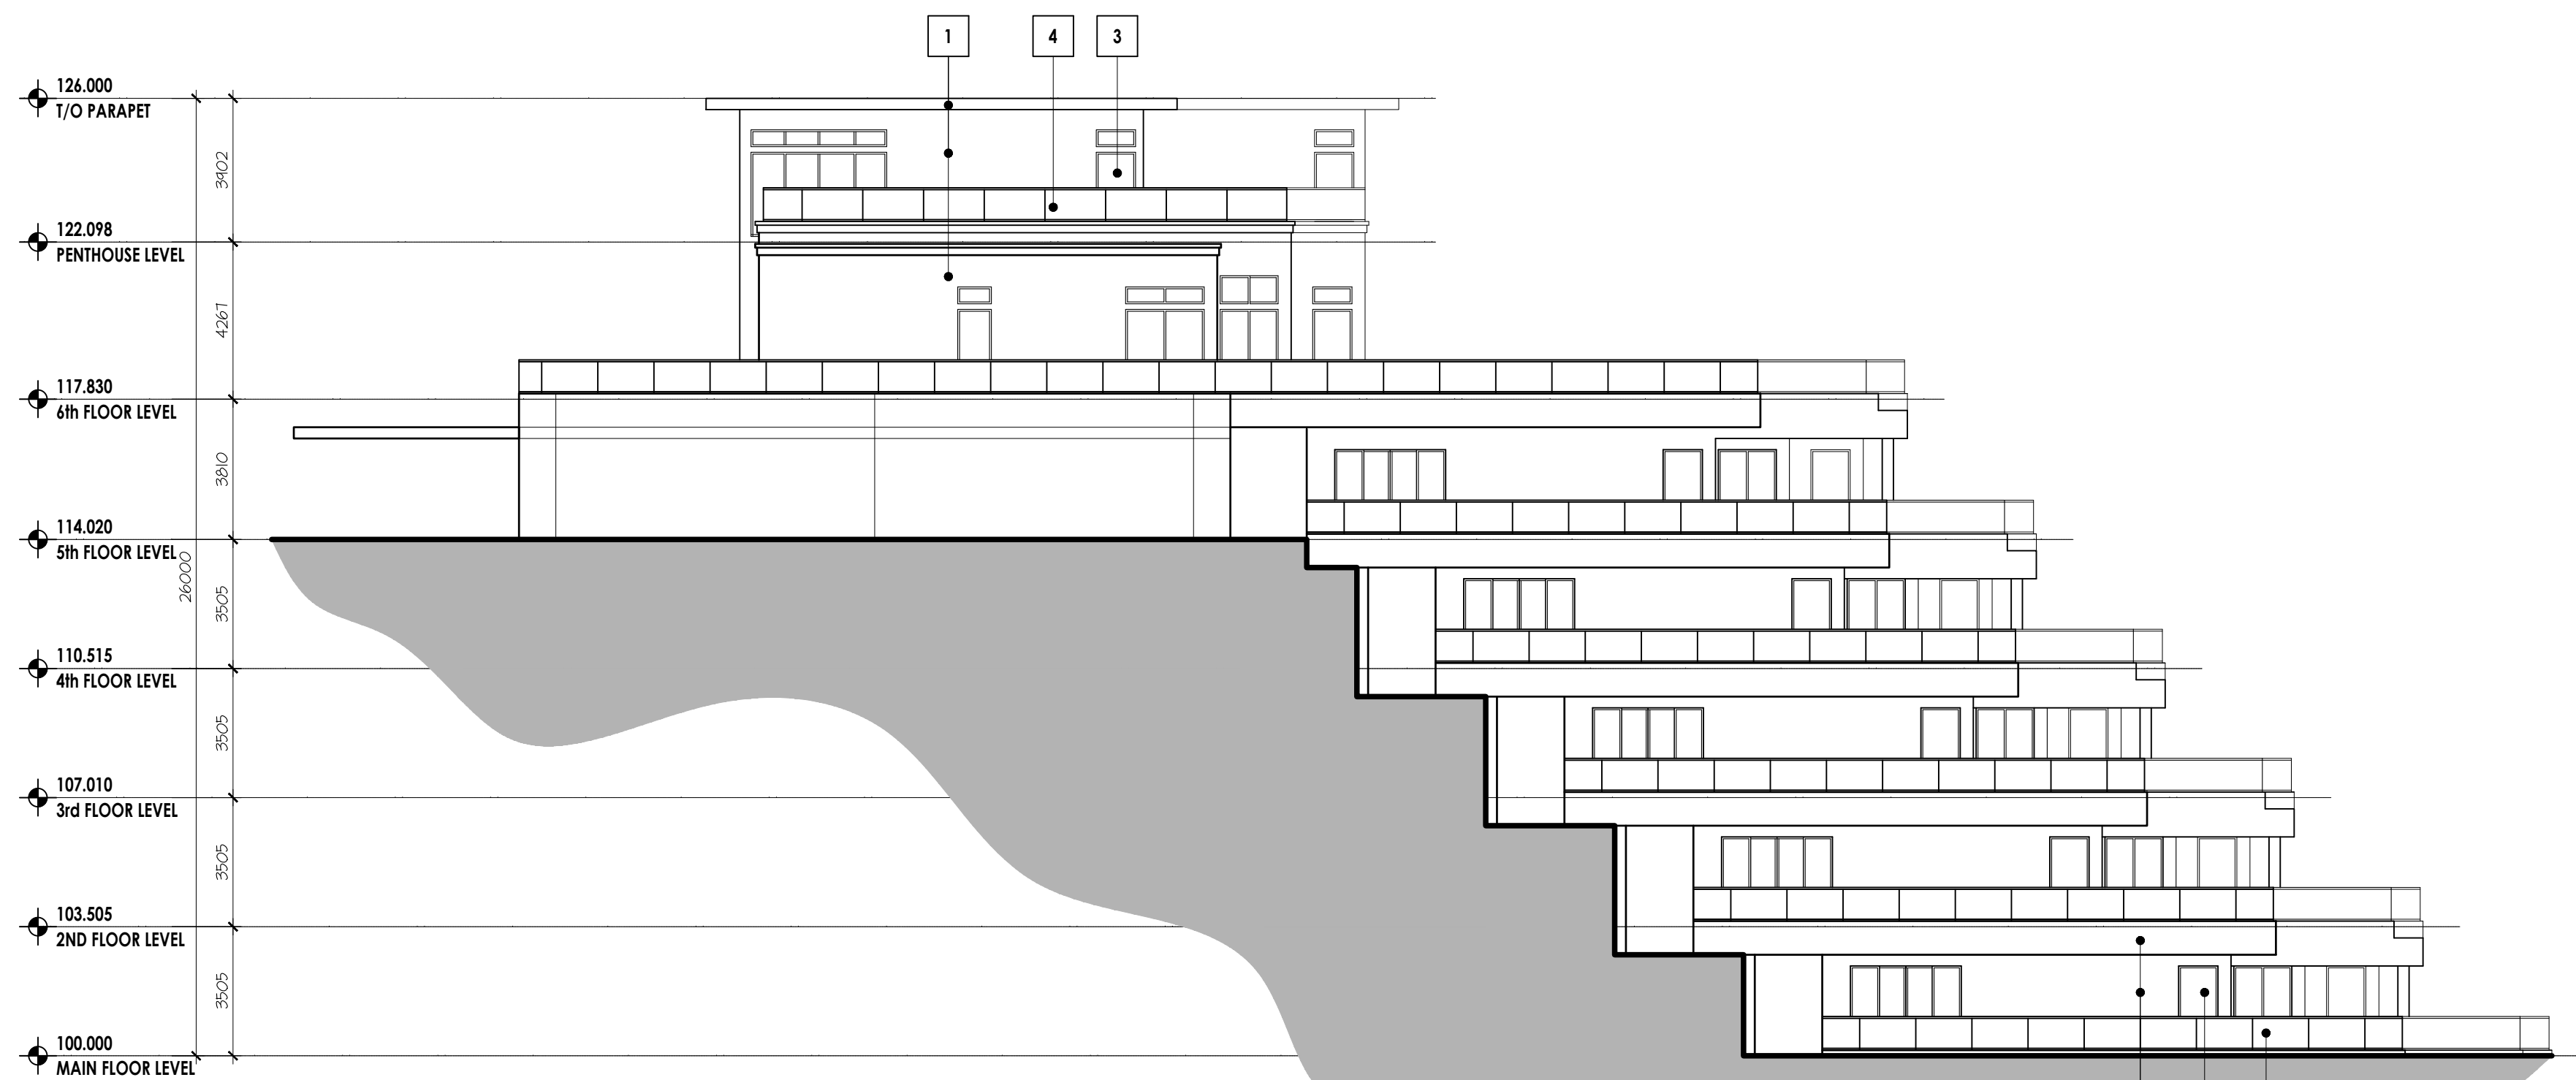 1 4 3
126.000
T/O PARAPET
3902
122.098
PENTHOUSE LEVEL
4267
117.830
6th FLOOR LEVEL
3810
114.020
5th FLOOR LEVEL
26000
3505
110.515
4th FLOOR LEVEL
3505
107.010
3rd FLOOR LEVEL
3505
103.505
2ND FLOOR LEVEL
3505
100.000
MAIN FLOOR LEVEL